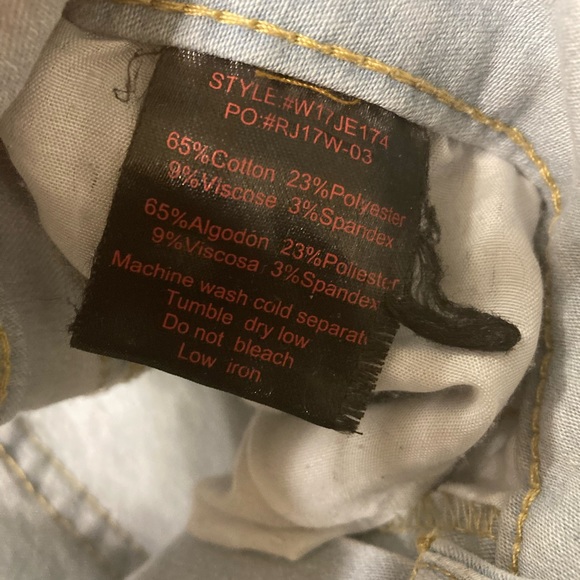 STYLE:#W17JE174
PO:#RJ17W-03
65%Cotton 23%Polyester
9%Viscose 3%Spandex
65%Algodón 23%Poliester
9%Viscosa 3%Spandex
Machine wash cold separat
Tumble dry low
Do not bleach
Low iron